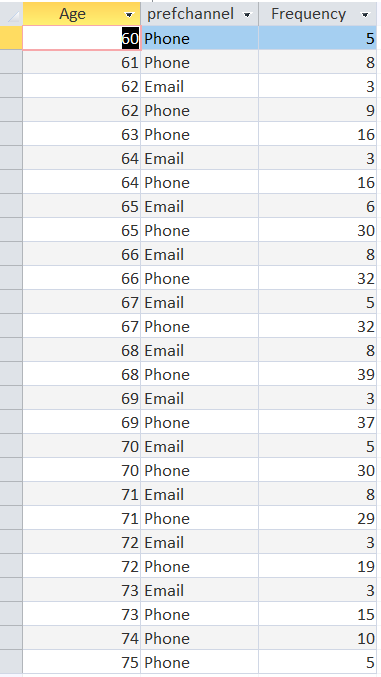 Age prefchannel Frequency
60 Phone 5
61 Phone 8
62 Email 3
62 Phone 9
63 Phone 16
64 Email 3
64 Phone 16
65 Email 6
65 Phone 30
66 Email 8
66 Phone 32
67 Email 5
67 Phone 32
68 Email 8
68 Phone 39
69 Email 3
69 Phone 37
70 Email 5
70 Phone 30
71 Email 8
71 Phone 29
72 Email 3
72 Phone 19
73 Email 3
73 Phone 15
74 Phone 10
75 Phone 5